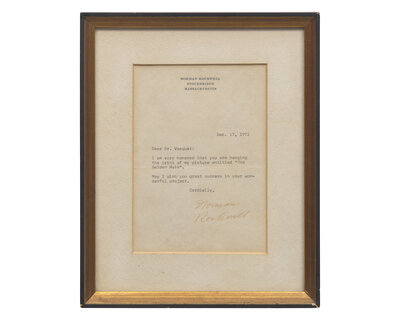 NORMAN ROCKWELL
STOCKBRIDGE
MASSACHUSETTS
Dec. 17, 1971
Dear Mr. Vasquez:
I am very honored that you are hanging
the print of my picture entitled "The
Golden Rule".
May I wish you great success in your won-
derful project.
Cordially,
Norman
Rockwell